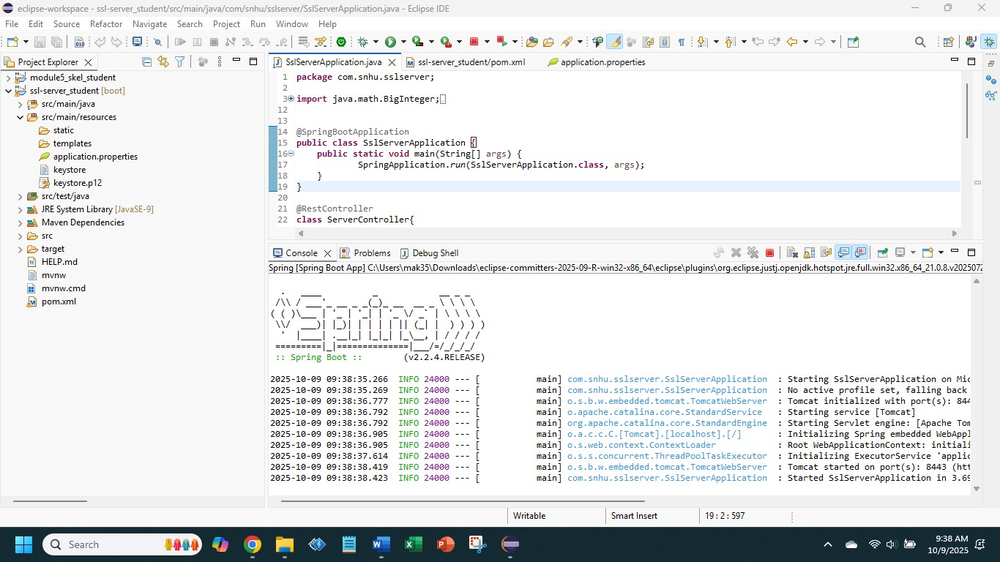 eclipse-workspace - ssl-server_student/src/main/java/com/snhu/sslserver/SslServerApplication.java - Eclipse IDE
File Edit Source Refactor Navigate Search Project Run Window Help
Project Explorer
module5_skel_student
ssl-server_student [boot]
src/main/java
src/main/resources
static
templates
application.properties
keystore
keystore.p12
src/test/java
JRE System Library [JavaSE-9]
Maven Dependencies
src
target
HELP.md
mvnw
mvnw.cmd
pom.xml
SslServerApplication.java ssl-server_student/pom.xml application.properties
1 package com.snhu.sslserver;
2
3 import java.math.BigInteger;
12
13
14 @SpringBootApplication
15 public class SslServerApplication {
16 public static void main(String[] args) {
17 SpringApplication.run(SslServerApplication.class, args);
18 }
19 }
20
21 @RestController
22 class ServerController{
Console Problems Debug Shell
Spring [Spring Boot App] C:\Users\mak35\Downloads\eclipse-committers-2025-09-R-win32-x86_64\eclipse\plugins\org.eclipse.justj.openjdk.hotspot.jre.full.win32.x86_64_21.0.8.v2025072
Spring
:: Spring Boot :: (v2.2.4.RELEASE)
2025-10-09 09:38:35.266 INFO 24000 --- [ main] com.snhu.sslserver.SslServerApplication : Starting SslServerApplication on Mic
2025-10-09 09:38:35.269 INFO 24000 --- [ main] com.snhu.sslserver.SslServerApplication : No active profile set, falling back
2025-10-09 09:38:36.777 INFO 24000 --- [ main] o.s.b.w.embedded.tomcat.TomcatWebServer : Tomcat initialized with port(s): 844
2025-10-09 09:38:36.792 INFO 24000 --- [ main] o.apache.catalina.core.StandardService : Starting service [Tomcat]
2025-10-09 09:38:36.792 INFO 24000 --- [ main] org.apache.catalina.core.StandardEngine : Starting Servlet engine: [Apache Tom
2025-10-09 09:38:36.905 INFO 24000 --- [ main] o.a.c.c.C.[Tomcat].[localhost].[/] : Initializing Spring embedded WebAppl
2025-10-09 09:38:36.905 INFO 24000 --- [ main] o.s.web.context.ContextLoader : Root WebApplicationContext: initiali
2025-10-09 09:38:37.614 INFO 24000 --- [ main] o.s.s.concurrent.ThreadPoolTaskExecutor : Initializing ExecutorService 'applic
2025-10-09 09:38:38.419 INFO 24000 --- [ main] o.s.b.w.embedded.tomcat.TomcatWebServer : Tomcat started on port(s): 8443 (htt
2025-10-09 09:38:38.423 INFO 24000 --- [ main] com.snhu.sslserver.SslServerApplication : Started SslServerApplication in 3.69
Writable Smart Insert 19 : 2 : 597
Search
9:38 AM
10/9/2025